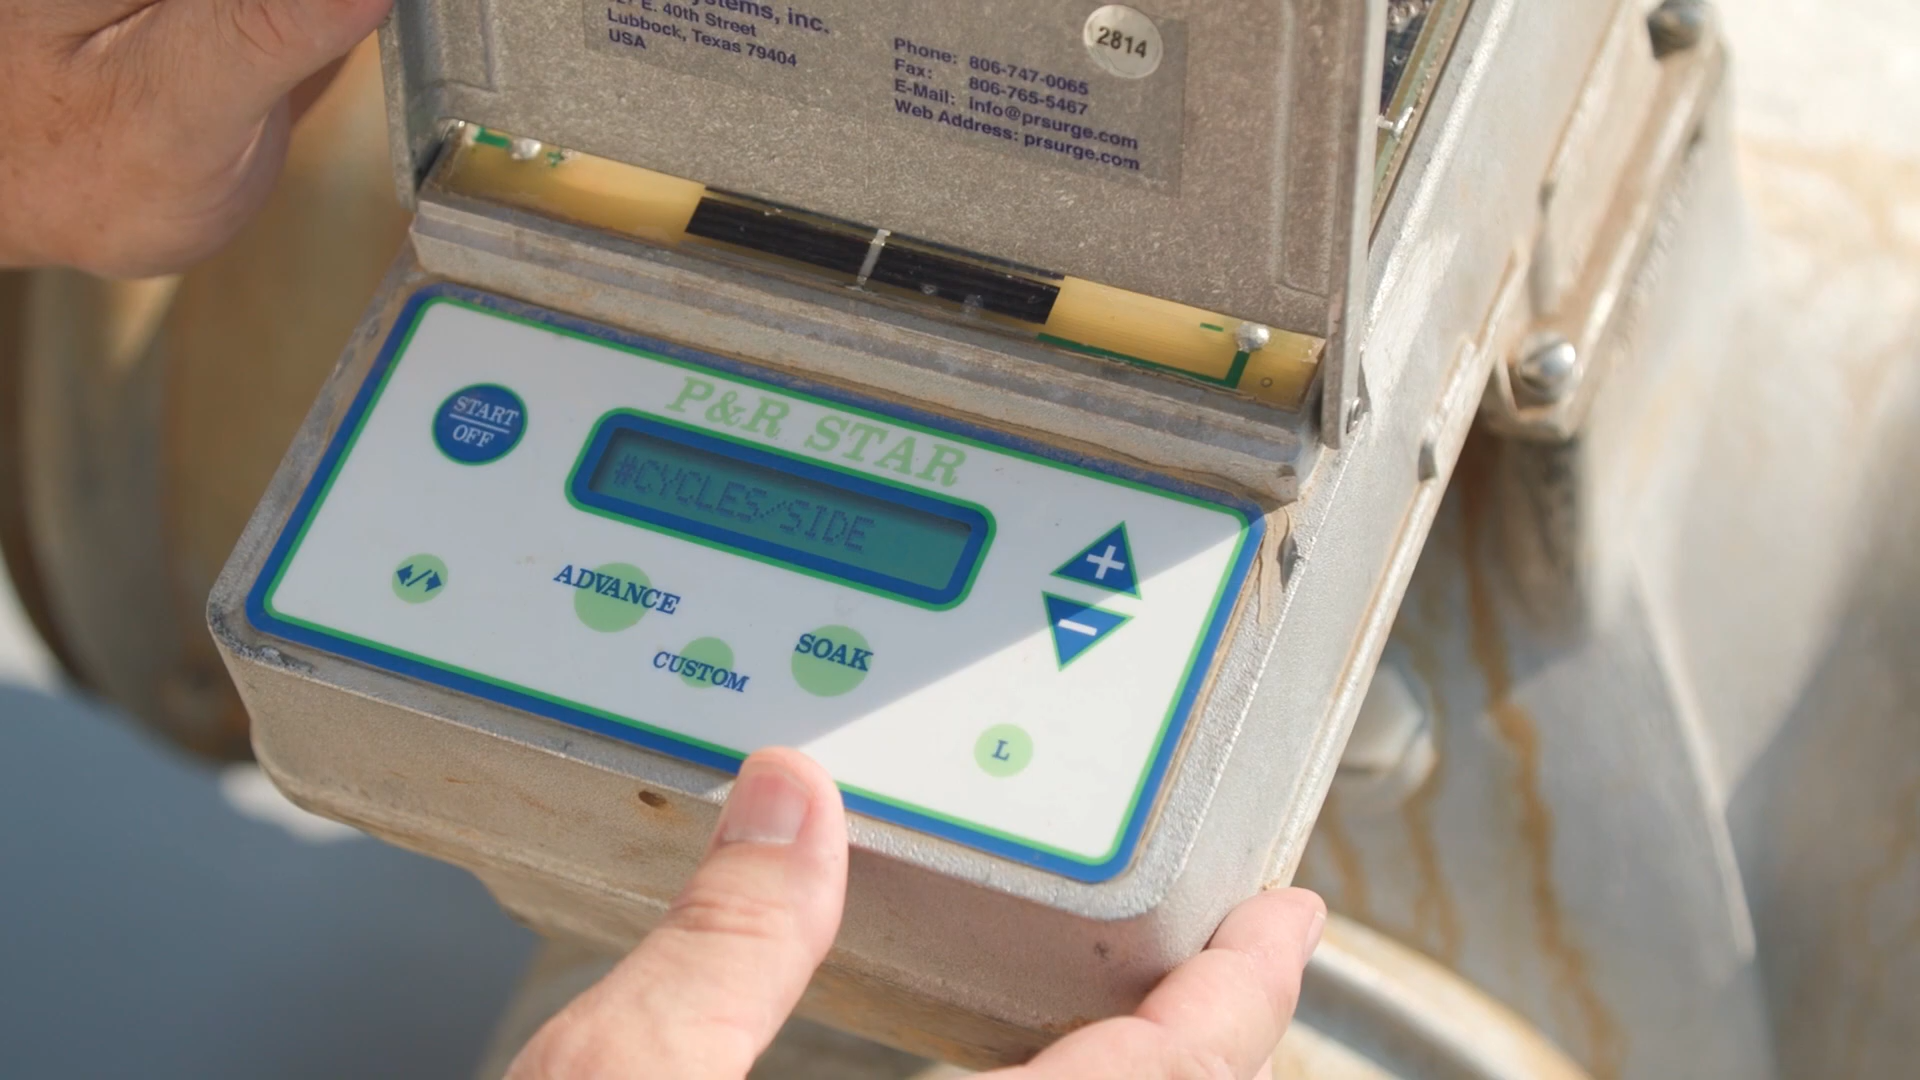 ystems, inc.
E. 40th Street
Lubbock, Texas 79404
USA
2814
Phone: 806-747-0065
Fax: 806-765-5467
E-Mail: info@prsurge.com
Web Address: prsurge.com
P&R STAR
START
OFF
#CYCLES/SIDE
+
−
ADVANCE
CUSTOM
SOAK
L